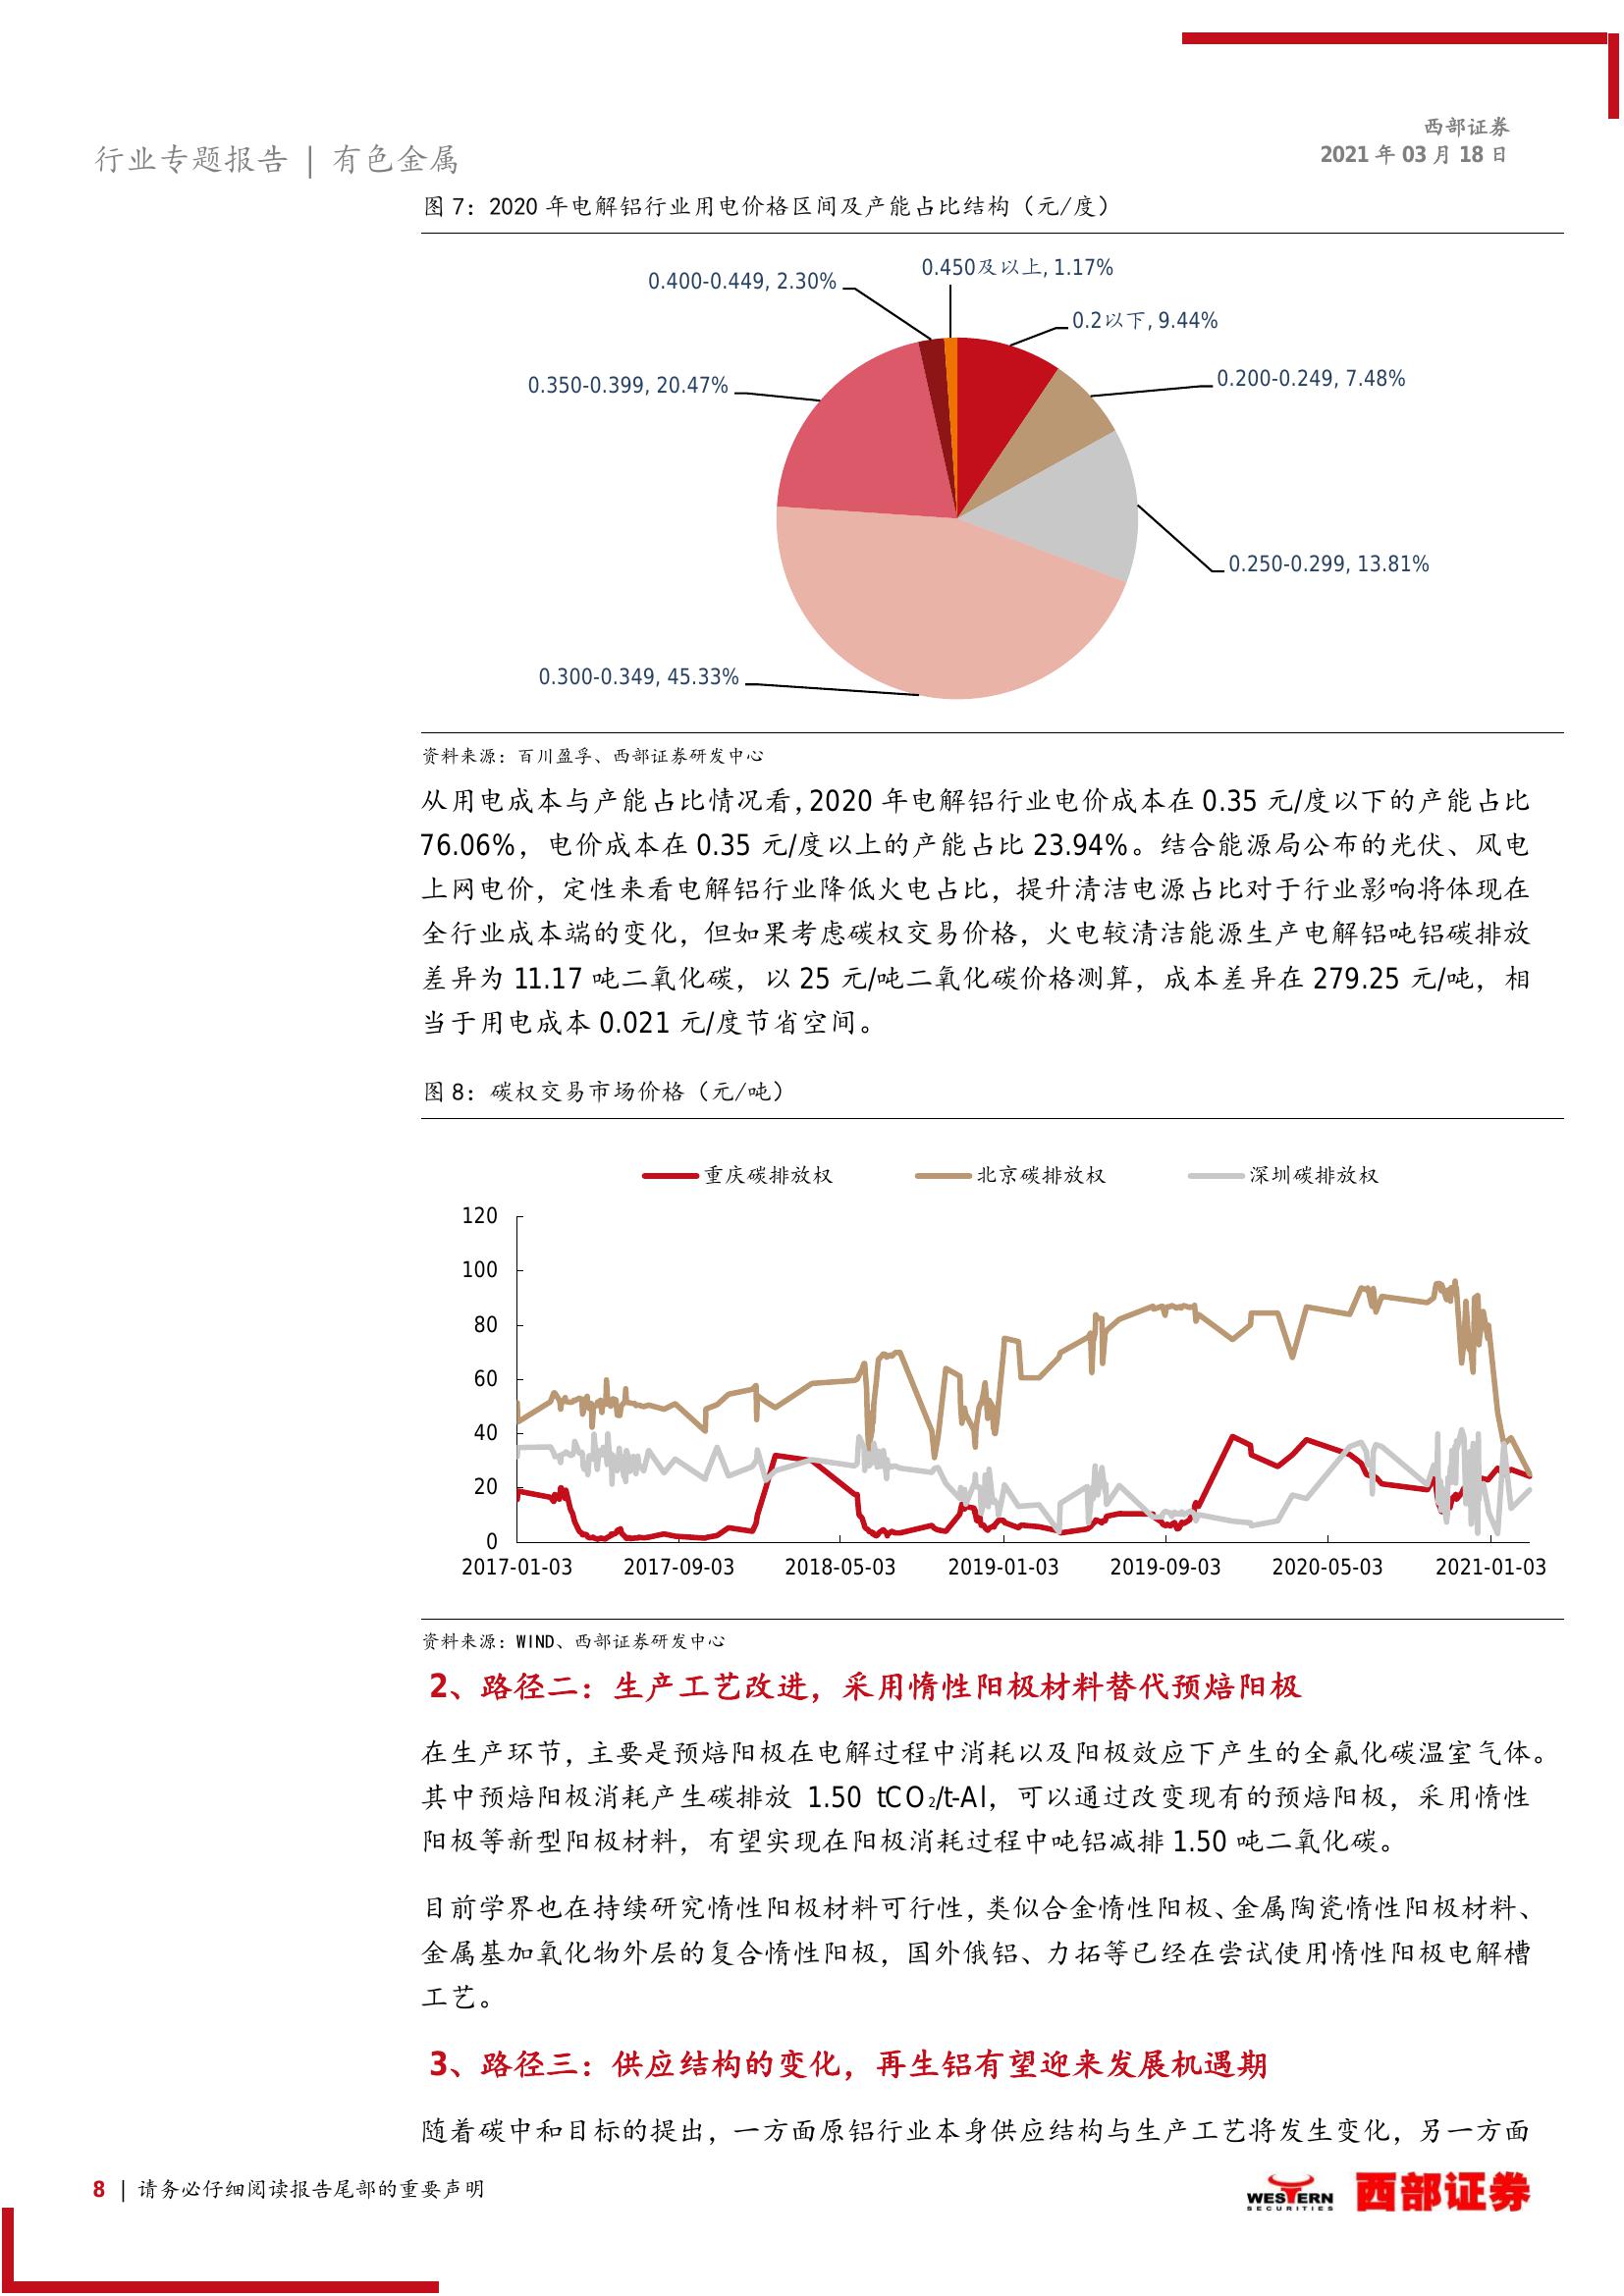 西部证券
2021 年 03 月 18 日
行业专题报告 | 有色金属
图 7：2020 年电解铝行业用电价格区间及产能占比结构（元/度）
0.450及以上, 1.17%
0.400-0.449, 2.30%
0.2以下, 9.44%
0.350-0.399, 20.47%
0.200-0.249, 7.48%
0.250-0.299, 13.81%
0.300-0.349, 45.33%
资料来源：百川盈孚、西部证券研发中心
从用电成本与产能占比情况看，2020 年电解铝行业电价成本在 0.35 元/度以下的产能占比
76.06%，电价成本在 0.35 元/度以上的产能占比 23.94%。结合能源局公布的光伏、风电
上网电价，定性来看电解铝行业降低火电占比，提升清洁电源占比对于行业影响将体现在
全行业成本端的变化，但如果考虑碳权交易价格，火电较清洁能源生产电解铝吨铝碳排放
差异为 11.17 吨二氧化碳，以 25 元/吨二氧化碳价格测算，成本差异在 279.25 元/吨，相
当于用电成本 0.021 元/度节省空间。
图 8：碳权交易市场价格（元/吨）
重庆碳排放权 北京碳排放权 深圳碳排放权
120
100
80
60
40
20
0
2017-01-03 2017-09-03 2018-05-03 2019-01-03 2019-09-03 2020-05-03 2021-01-03
资料来源：WIND、西部证券研发中心
2、路径二：生产工艺改进，采用惰性阳极材料替代预焙阳极
在生产环节，主要是预焙阳极在电解过程中消耗以及阳极效应下产生的全氟化碳温室气体。
其中预焙阳极消耗产生碳排放 1.50 tCO₂/t-Al，可以通过改变现有的预焙阳极，采用惰性
阳极等新型阳极材料，有望实现在阳极消耗过程中吨铝减排 1.50 吨二氧化碳。
目前学界也在持续研究惰性阳极材料可行性，类似合金惰性阳极、金属陶瓷惰性阳极材料、
金属基加氧化物外层的复合惰性阳极，国外俄铝、力拓等已经在尝试使用惰性阳极电解槽
工艺。
3、路径三：供应结构的变化，再生铝有望迎来发展机遇期
随着碳中和目标的提出，一方面原铝行业本身供应结构与生产工艺将发生变化，另一方面
8 | 请务必仔细阅读报告尾部的重要声明
WESTERN
SECURITIES
西部证券